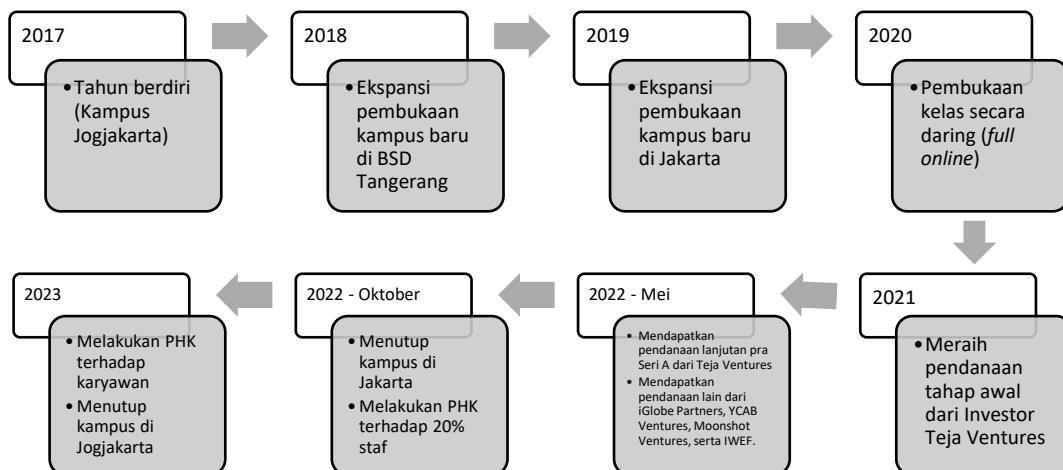 2017
•Tahun berdiri
(Kampus
Jogjakarta)
2018
•Ekspansi
pembukaan
kampus baru
di BSD
Tangerang
2019
•Ekspansi
pembukaan
kampus baru
di Jakarta
2020
•Pembukaan
kelas secara
daring (full
online)
2021
•Meraih
pendanaan
tahap awal
dari Investor
Teja Ventures
2022 - Mei
• Mendapatkan
pendanaan lanjutan pra
Seri A dari Teja Ventures
• Mendapatkan
pendanaan lain dari
iGlobe Partners, YCAB
Ventures, Moonshot
Ventures, serta IWEF.
2022 - Oktober
• Menutup
kampus di
Jakarta
• Melakukan PHK
terhadap 20%
staf
2023
• Melakukan PHK
terhadap
karyawan
• Menutup
kampus di
Jogjakarta